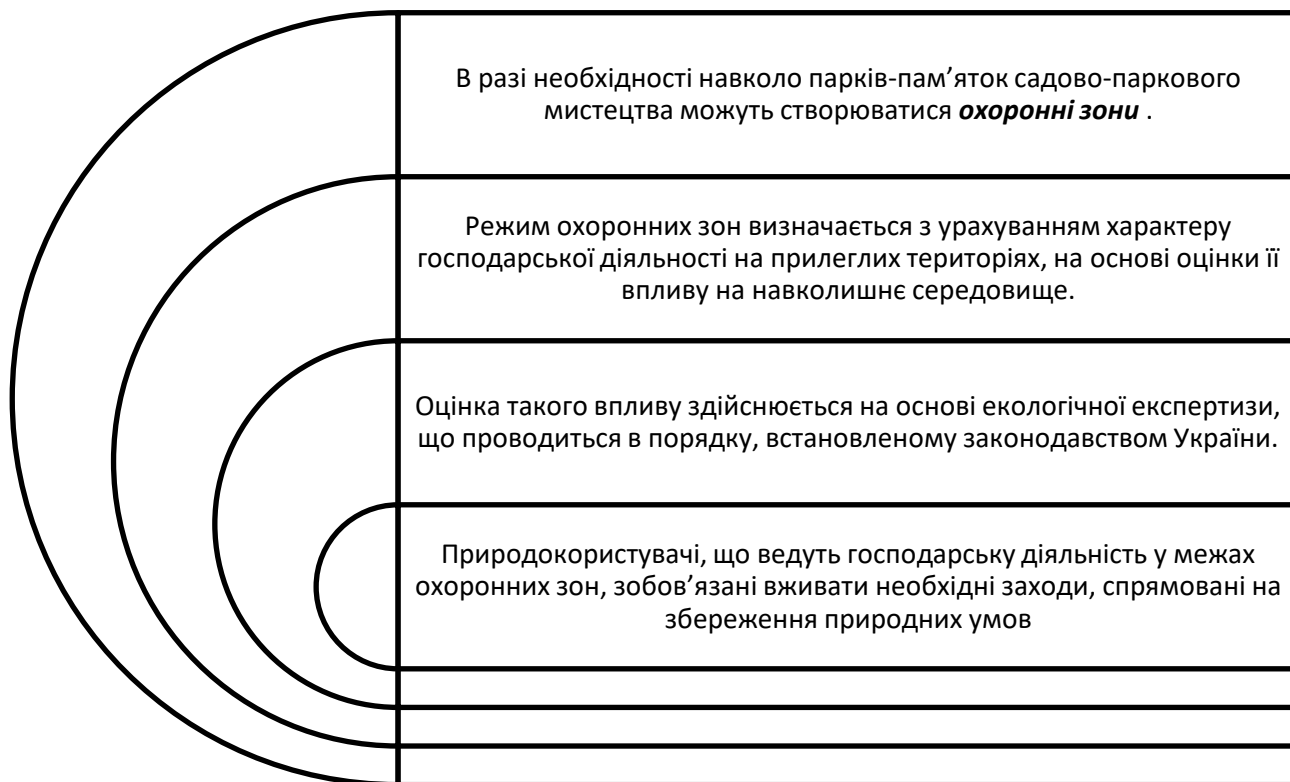 В разі необхідності навколо парків-пам’яток садово-паркового
мистецтва можуть створюватися охоронні зони .
Режим охоронних зон визначається з урахуванням характеру
господарської діяльності на прилеглих територіях, на основі оцінки її
впливу на навколишнє середовище.
Оцінка такого впливу здійснюється на основі екологічної експертизи,
що проводиться в порядку, встановленому законодавством України.
Природокористувачі, що ведуть господарську діяльність у межах
охоронних зон, зобов’язані вживати необхідні заходи, спрямовані на
збереження природних умов